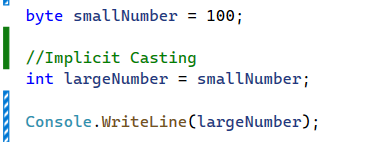 byte smallNumber = 100;
//Implicit Casting
int largeNumber = smallNumber;
Console.WriteLine(largeNumber);